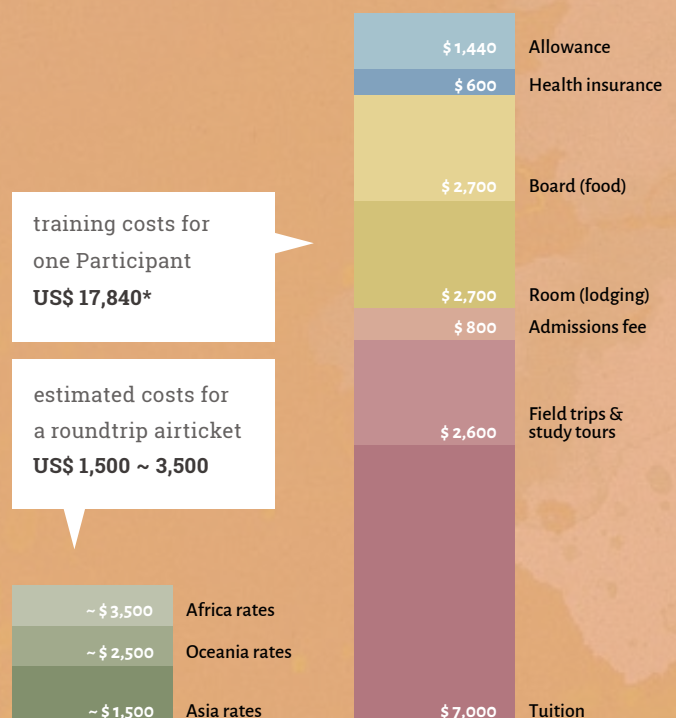 $ 1,440 Allowance
$ 600 Health insurance
$ 2,700 Board (food)
training costs for
one Participant
US$ 17,840*
$ 2,700 Room (lodging)
$ 800 Admissions fee
Field trips &
$ 2,600 study tours
estimated costs for
a roundtrip airticket
US$ 1,500 ~ 3,500
~ $ 3,500 Africa rates
~ $ 2,500 Oceania rates
~ $ 1,500 Asia rates
$ 7,000 Tuition